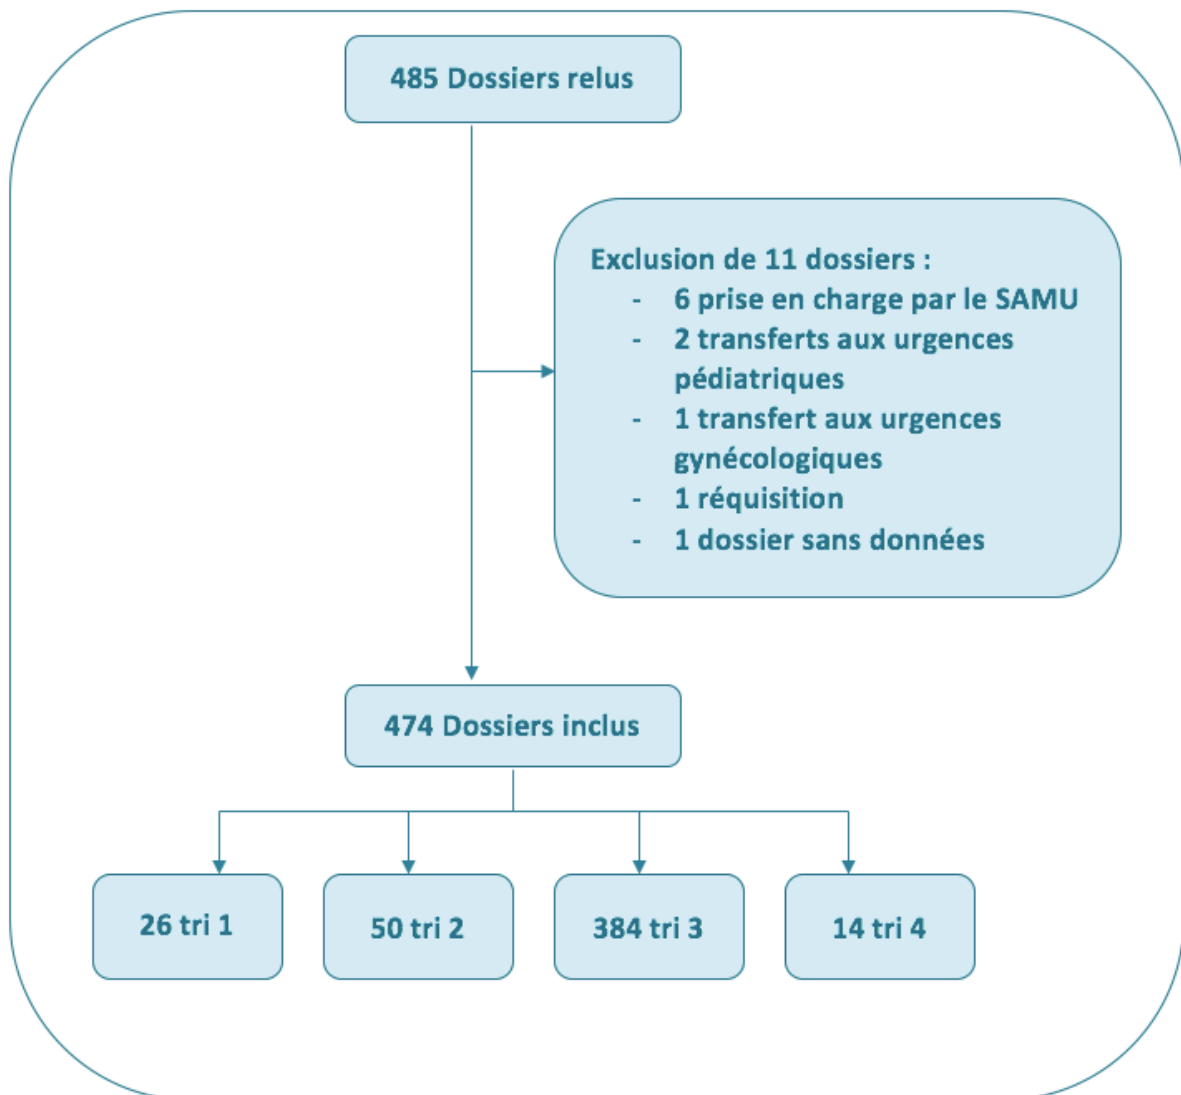 485 Dossiers relus
Exclusion de 11 dossiers :
- 6 prise en charge par le SAMU
- 2 transferts aux urgences
pédiatriques
- 1 transfert aux urgences
gynécologiques
- 1 réquisition
- 1 dossier sans données
474 Dossiers inclus
26 tri 1
50 tri 2
384 tri 3
14 tri 4